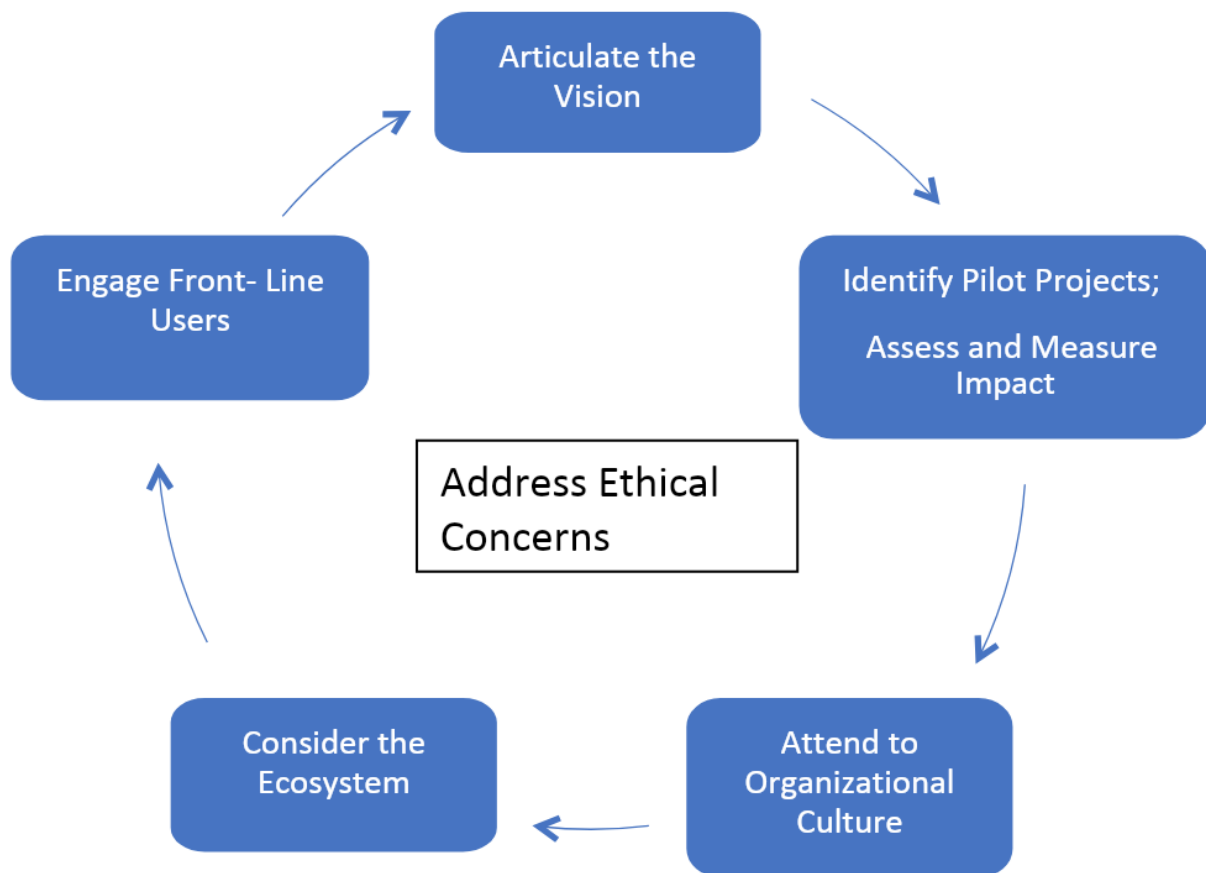 Articulate the
Vision
Engage Front- Line
Users
Identify Pilot Projects;
Assess and Measure
Impact
Address Ethical
Concerns
Consider the
Ecosystem
Attend to
Organizational
Culture